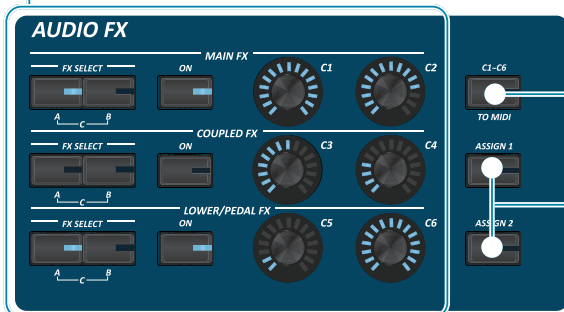 AUDIO FX
MAIN FX
FX SELECT ON C1 C2 C1~C6
A B
C
TO MIDI
COUPLED FX
FX SELECT ON C3 C4 ASSIGN 1
A B
C
LOWER/PEDAL FX
FX SELECT ON C5 C6 ASSIGN 2
A B
C